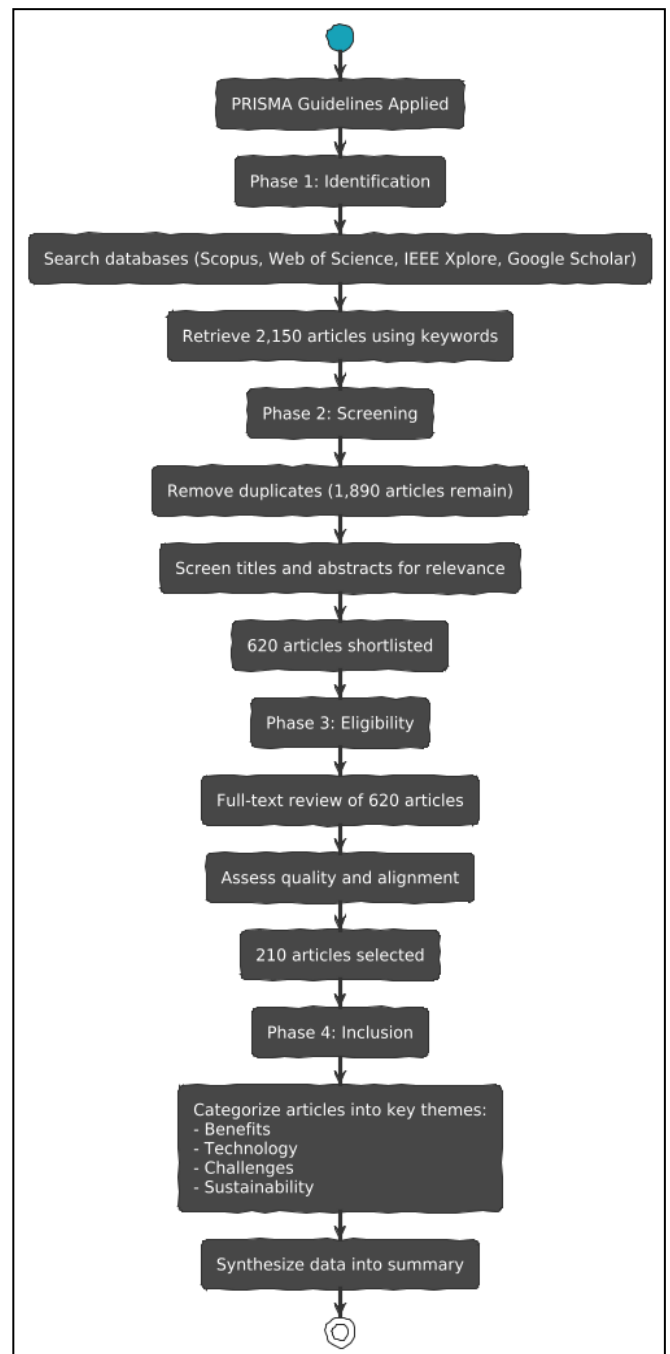 PRISMA Guidelines Applied
Phase 1: Identification
Search databases (Scopus, Web of Science, IEEE Xplore, Google Scholar)
Retrieve 2,150 articles using keywords
Phase 2: Screening
Remove duplicates (1,890 articles remain)
Screen titles and abstracts for relevance
620 articles shortlisted
Phase 3: Eligibility
Full-text review of 620 articles
Assess quality and alignment
210 articles selected
Phase 4: Inclusion
Categorize articles into key themes:
- Benefits
- Technology
- Challenges
- Sustainability
Synthesize data into summary